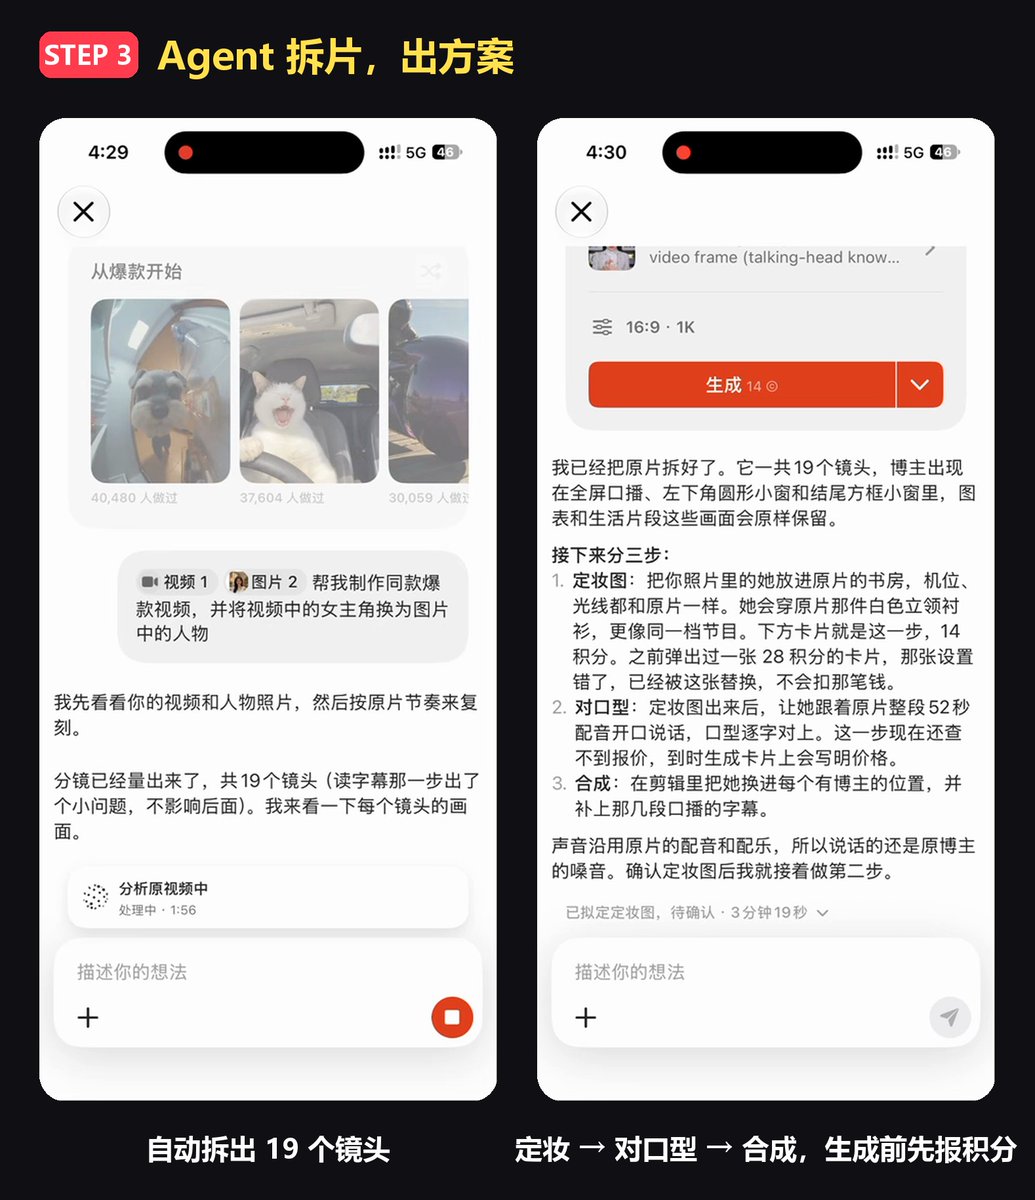 STEP 3 Agent 拆片，出方案
4:29
5G 46
从爆款开始
40,480 人做过
37,604 人做过
30,059 人做过
视频 1 图片 2 帮我制作同款爆
款视频，并将视频中的女主角换为图片
中的人物
我先看看你的视频和人物照片，然后按原片节奏来复
刻。
分镜已经量出来了，共19个镜头（读字幕那一步出了
个小问题，不影响后面）。我来看一下每个镜头的画
面。
分析原视频中
处理中 · 1:56
描述你的想法
自动拆出 19 个镜头
4:30
5G 46
video frame (talking-head know...
16:9 · 1K
生成 14
我已经把原片拆好了。它一共19个镜头，博主出现
在全屏口播、左下角圆形小窗和结尾方框小窗里，图
表和生活片段这些画面会原样保留。
接下来分三步：
1. 定妆图：把你照片里的她放进原片的书房，机位、
光线都和原片一样。她会穿原片那件白色立领衬
衫，更像同一档节目。下方卡片就是这一步，14
积分。之前弹出过一张 28 积分的卡片，那张设置
错了，已经被这张替换，不会扣那笔钱。
2. 对口型：定妆图出来后，让她跟着原片整段52秒
配音开口说话，口型逐字对上。这一步现在还查
不到报价，到时生成卡片上会写明价格。
3. 合成：在剪辑里把她换进每个有博主的位置，并
补上那几段口播的字幕。
声音沿用原片的配音和配乐，所以说话的还是原博主
的嗓音。确认定妆图后我就接着做第二步。
已拟定定妆图，待确认 · 3分钟19秒
描述你的想法
定妆 → 对口型 → 合成，生成前先报积分